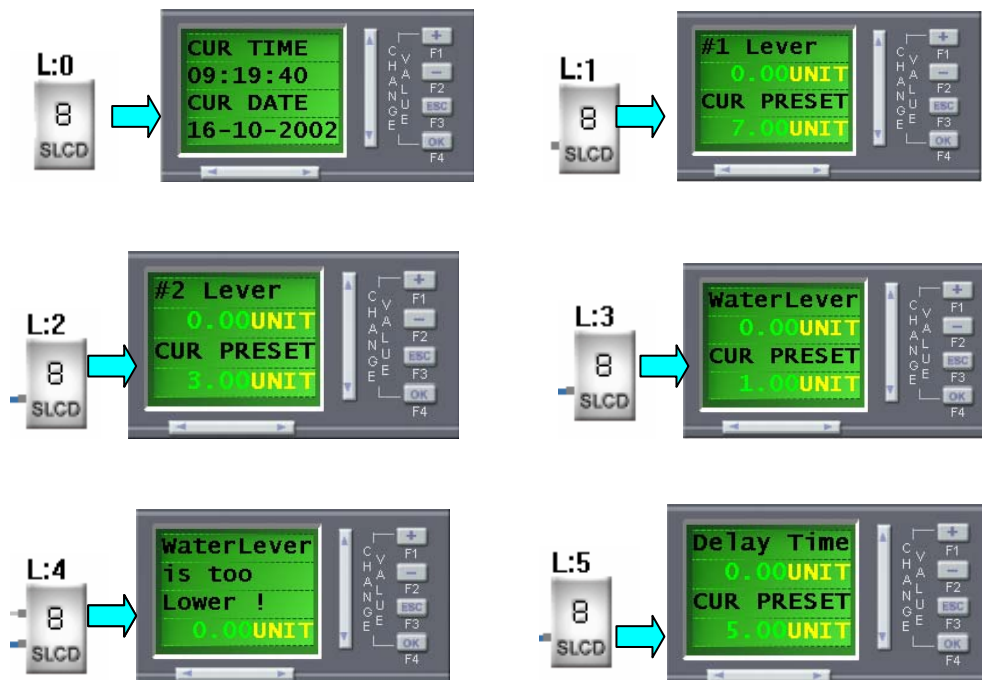 L:0
8
SLCD
CUR TIME
09:19:40
CUR DATE
16-10-2002
CHANGE
VALUE
+
F1
−
F2
ESC
F3
OK
F4
L:1
8
SLCD
#1 Lever
0.00UNIT
CUR PRESET
7.00UNIT
CHANGE
VALUE
+
F1
−
F2
ESC
F3
OK
F4
L:2
8
SLCD
#2 Lever
0.00UNIT
CUR PRESET
3.00UNIT
CHANGE
VALUE
+
F1
−
F2
ESC
F3
OK
F4
L:3
8
SLCD
WaterLever
0.00UNIT
CUR PRESET
1.00UNIT
CHANGE
VALUE
+
F1
−
F2
ESC
F3
OK
F4
L:4
8
SLCD
WaterLever
is too
Lower !
0.00UNIT
CHANGE
VALUE
+
F1
−
F2
ESC
F3
OK
F4
L:5
8
SLCD
Delay Time
0.00UNIT
CUR PRESET
5.00UNIT
CHANGE
VALUE
+
F1
−
F2
ESC
F3
OK
F4